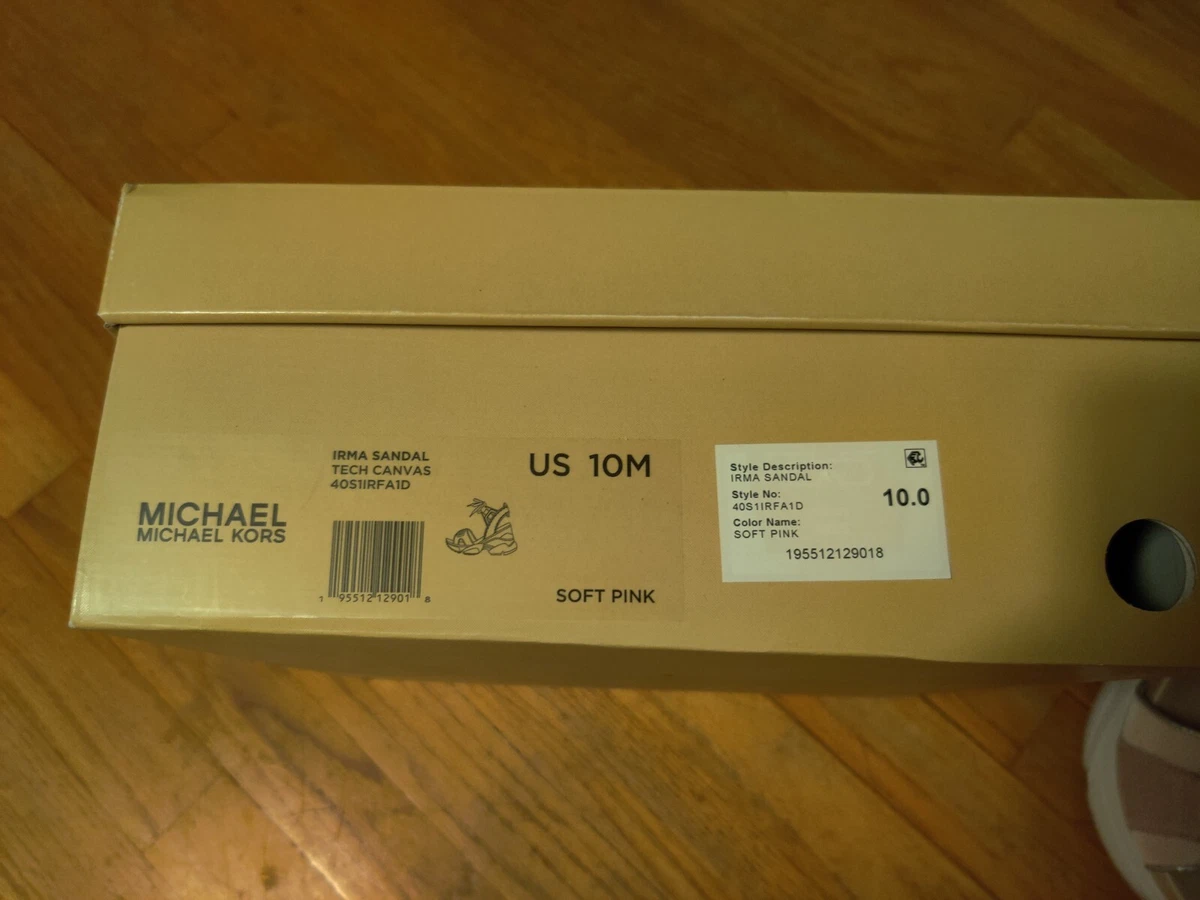 MICHAEL
MICHAEL KORS
IRMA SANDAL
TECH CANVAS
40S1IRFA1D
1 95512 12901 8
US 10M
SOFT PINK
Style Description:
IRMA SANDAL
Style No:
40S1IRFA1D
10.0
Color Name:
SOFT PINK
195512129018